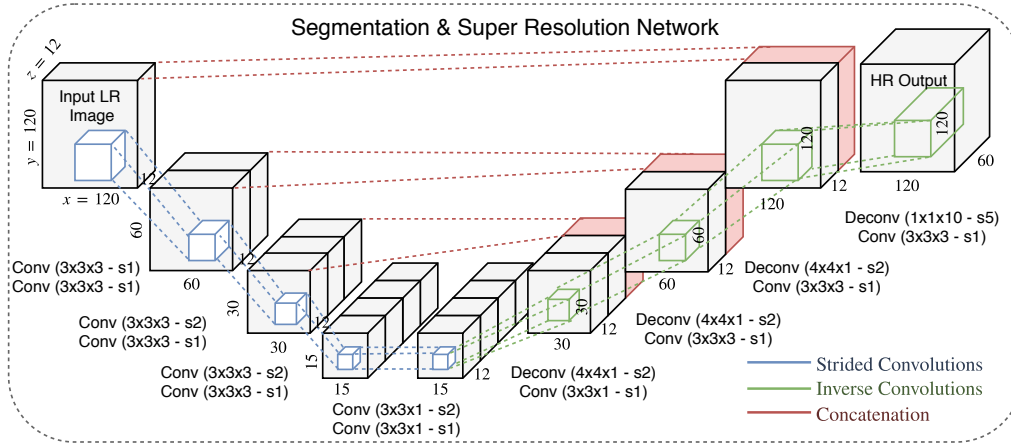 Segmentation & Super Resolution Network
z = 12
Input LR
Image
y = 120
x = 120
12
60
60
12
30
30
12
15
15
15
12
30
30
12
60
60
12
120
120
12
HR Output
120
120
60
Conv (3x3x3 - s1)
Conv (3x3x3 - s1)
Conv (3x3x3 - s2)
Conv (3x3x3 - s1)
Conv (3x3x3 - s2)
Conv (3x3x3 - s1)
Conv (3x3x1 - s2)
Conv (3x3x1 - s1)
Deconv (4x4x1 - s2)
Conv (3x3x1 - s1)
Deconv (4x4x1 - s2)
Conv (3x3x3 - s1)
Deconv (4x4x1 - s2)
Conv (3x3x3 - s1)
Deconv (1x1x10 - s5)
Conv (3x3x3 - s1)
Strided Convolutions
Inverse Convolutions
Concatenation